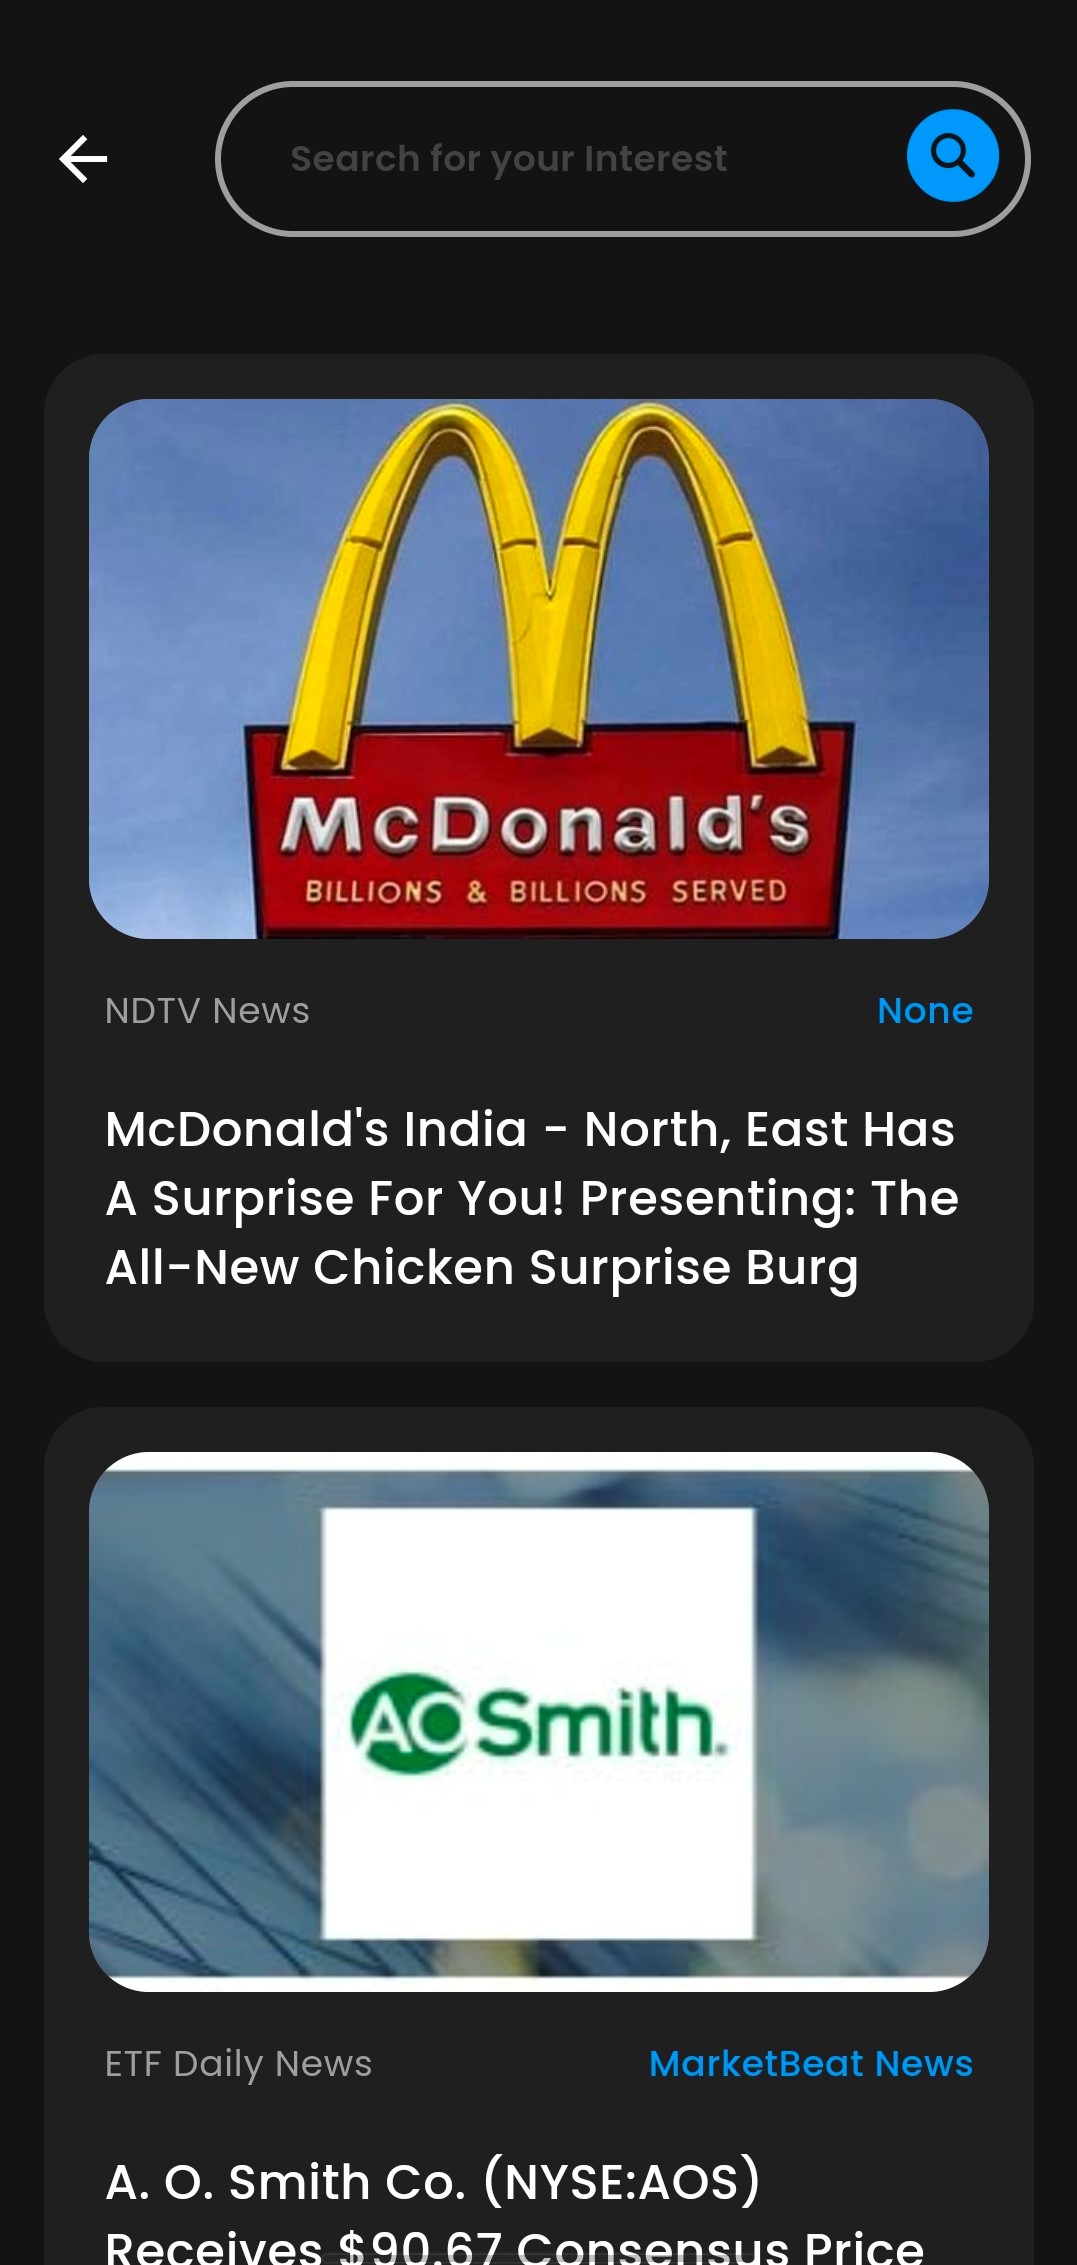 Search for your Interest
McDonald's
BILLIONS & BILLIONS SERVED
NDTV News
None
McDonald's India - North, East Has
A Surprise For You! Presenting: The
All-New Chicken Surprise Burg
AO Smith.
ETF Daily News
MarketBeat News
A. O. Smith Co. (NYSE:AOS)
Receives $90.67 Consensus Price